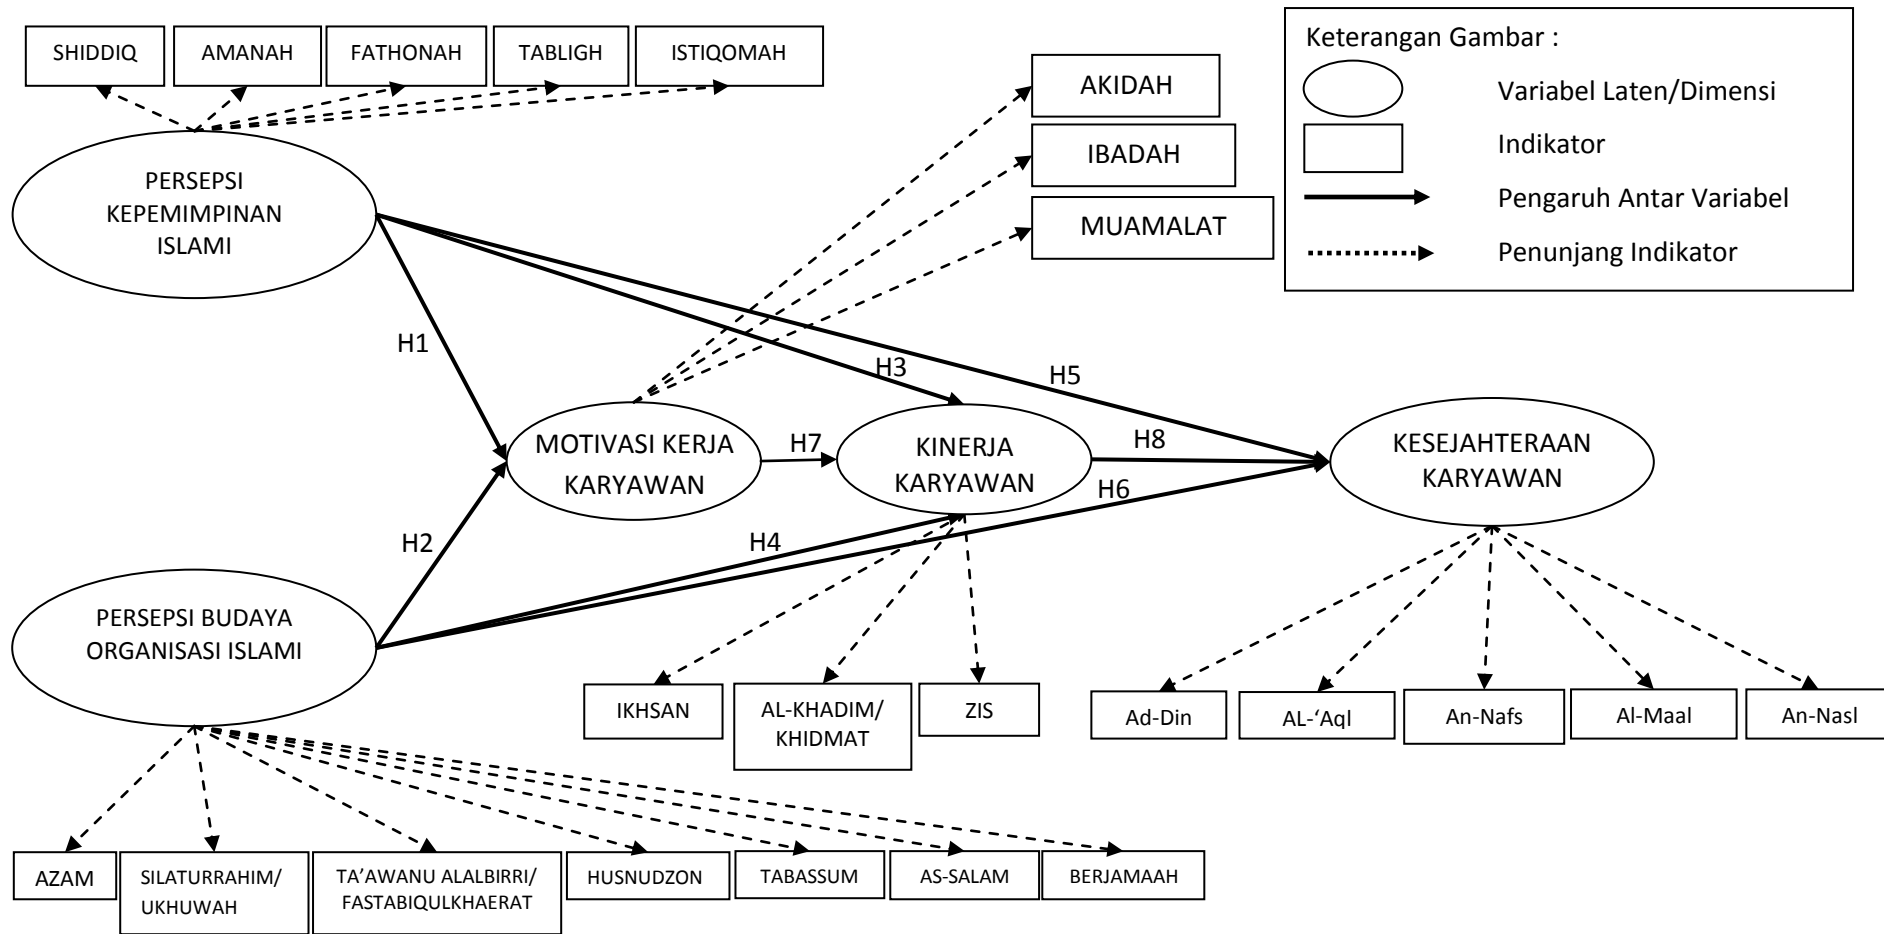 SHIDDIQ
AMANAH
FATHONAH
TABLIGH
ISTIQOMAH
Keterangan Gambar :
Variabel Laten/Dimensi
Indikator
Pengaruh Antar Variabel
Penunjang Indikator
AKIDAH
IBADAH
MUAMALAT
PERSEPSI
KEPEMIMPINAN
ISLAMI
H1
H3
H5
MOTIVASI KERJA
KARYAWAN
H7
KINERJA
KARYAWAN
H8
KESEJAHTERAAN
KARYAWAN
H6
H2
H4
PERSEPSI BUDAYA
ORGANISASI ISLAMI
IKHSAN
AL-KHADIM/
KHIDMAT
ZIS
Ad-Din
AL-‘Aql
An-Nafs
Al-Maal
An-Nasl
AZAM
SILATURRAHIM/
UKHUWAH
TA’AWANU ALALBIRRI/
FASTABIQULKHAERAT
HUSNUDZON
TABASSUM
AS-SALAM
BERJAMAAH